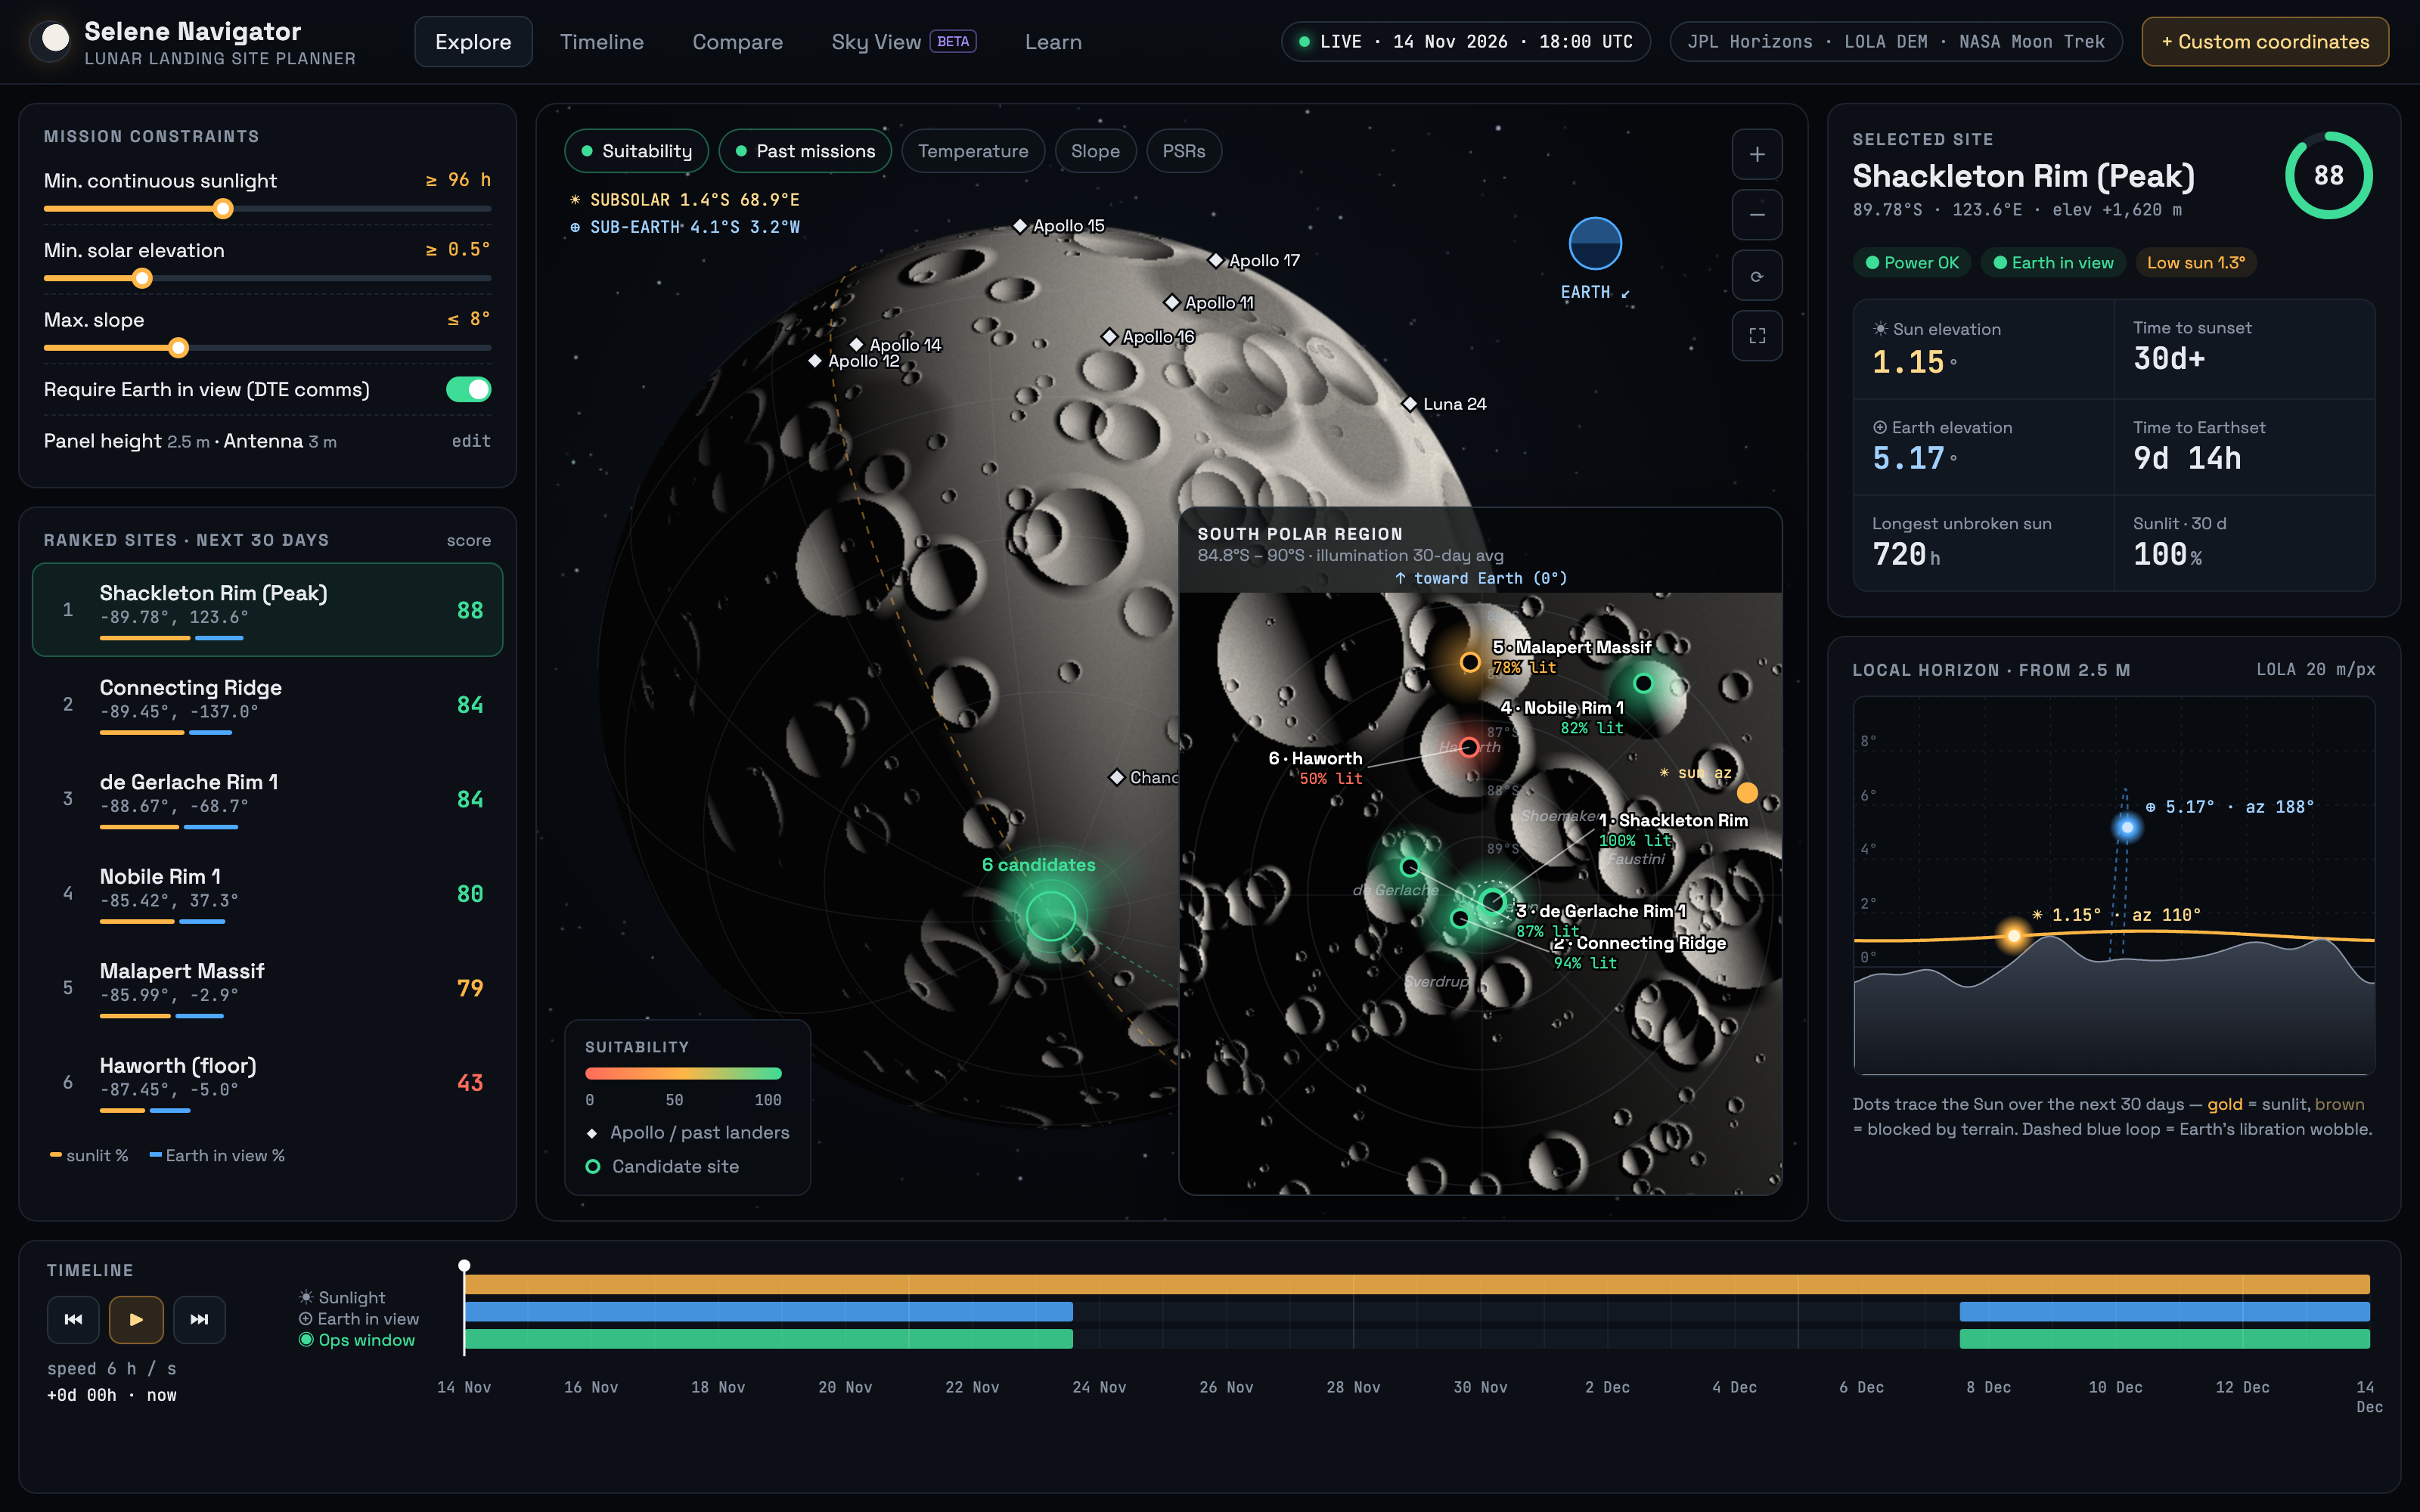 Selene Navigator
LUNAR LANDING SITE PLANNER
Explore
Timeline
Compare
Sky View BETA
Learn
LIVE · 14 Nov 2026 · 18:00 UTC
JPL Horizons · LOLA DEM · NASA Moon Trek
+ Custom coordinates
MISSION CONSTRAINTS
Min. continuous sunlight ≥ 96 h
Min. solar elevation ≥ 0.5°
Max. slope ≤ 8°
Require Earth in view (DTE comms)
Panel height 2.5 m · Antenna 3 m edit
RANKED SITES · NEXT 30 DAYS score
1 Shackleton Rim (Peak) 88
-89.78°, 123.6°
2 Connecting Ridge 84
-89.45°, -137.0°
3 de Gerlache Rim 1 84
-88.67°, -68.7°
4 Nobile Rim 1 80
-85.42°, 37.3°
5 Malapert Massif 79
-85.99°, -2.9°
6 Haworth (floor) 43
-87.45°, -5.0°
sunlit % Earth in view %
Suitability
Past missions
Temperature
Slope
PSRs
☀ SUBSOLAR 1.4°S 68.9°E
⊕ SUB-EARTH 4.1°S 3.2°W
Apollo 15
Apollo 17
Apollo 11
Apollo 16
Apollo 14
Apollo 12
Luna 24
EARTH ↙
Chand
6 candidates
SUITABILITY
0 50 100
Apollo / past landers
Candidate site
SOUTH POLAR REGION
84.8°S – 90°S · illumination 30-day avg
↑ toward Earth (0°)
5 · Malapert Massif
78% lit
4 · Nobile Rim 1
82% lit
87°S
6 · Haworth
50% lit
☀ sun az
88°S
Shoemaker
1 · Shackleton Rim
100% lit
89°S
Faustini
de Gerlache
3 · de Gerlache Rim 1
87% lit
2 · Connecting Ridge
94% lit
Sverdrup
SELECTED SITE
Shackleton Rim (Peak)
89.78°S · 123.6°E · elev +1,620 m
88
Power OK
Earth in view
Low sun 1.3°
☀ Sun elevation
1.15°
Time to sunset
30d+
⊕ Earth elevation
5.17°
Time to Earthset
9d 14h
Longest unbroken sun
720 h
Sunlit · 30 d
100 %
LOCAL HORIZON · FROM 2.5 M LOLA 20 m/px
8°
6°
⊕ 5.17° · az 188°
4°
2°
☀ 1.15° · az 110°
0°
Dots trace the Sun over the next 30 days — gold = sunlit, brown
= blocked by terrain. Dashed blue loop = Earth's libration wobble.
TIMELINE
speed 6 h / s
+0d 00h · now
☀ Sunlight
⊕ Earth in view
◉ Ops window
14 Nov 16 Nov 18 Nov 20 Nov 22 Nov 24 Nov 26 Nov 28 Nov 30 Nov 2 Dec 4 Dec 6 Dec 8 Dec 10 Dec 12 Dec 14
Dec